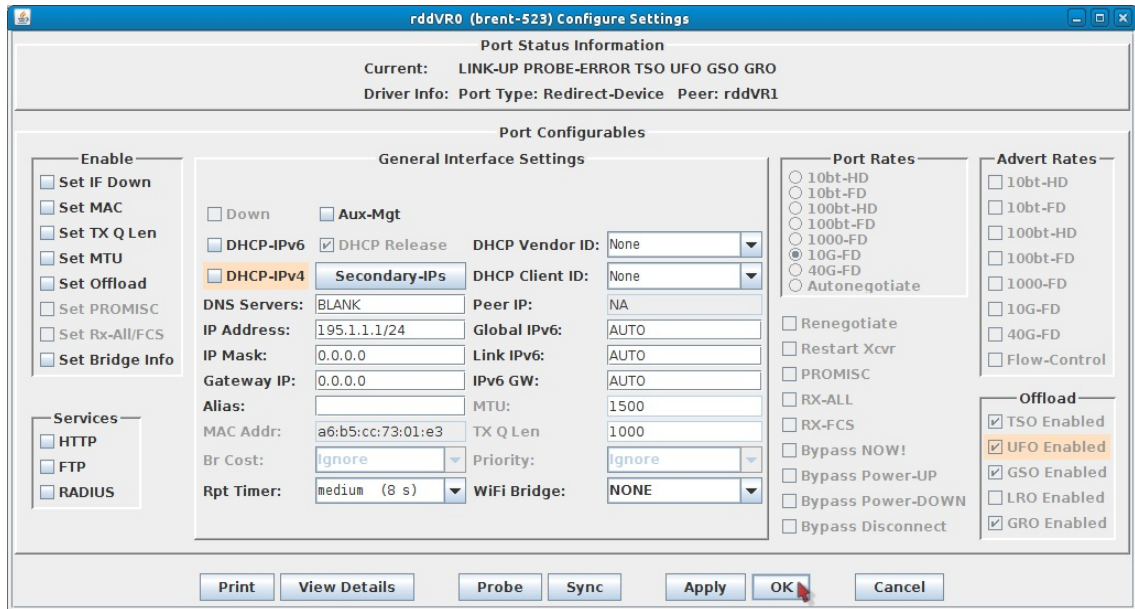 rddVR0 (brent-523) Configure Settings
Port Status Information
Current: LINK-UP PROBE-ERROR TSO UFO GSO GRO
Driver Info: Port Type: Redirect-Device Peer: rddVR1
Port Configurables
Enable
Set IF Down
Set MAC
Set TX Q Len
Set MTU
Set Offload
Set PROMISC
Set Rx-All/FCS
Set Bridge Info
Services
HTTP
FTP
RADIUS
General Interface Settings
Down Aux-Mgt
DHCP-IPv6 DHCP Release DHCP Vendor ID: None
DHCP-IPv4 Secondary-IPs DHCP Client ID: None
DNS Servers: BLANK Peer IP: NA
IP Address: 195.1.1.1/24 Global IPv6: AUTO
IP Mask: 0.0.0.0 Link IPv6: AUTO
Gateway IP: 0.0.0.0 IPv6 GW: AUTO
Alias: MTU: 1500
MAC Addr: a6:b5:cc:73:01:e3 TX Q Len 1000
Br Cost: Ignore Priority: Ignore
Rpt Timer: medium (8 s) WiFi Bridge: NONE
Port Rates
10bt-HD
10bt-FD
100bt-HD
100bt-FD
1000-FD
10G-FD
40G-FD
Autonegotiate
Renegotiate
Restart Xcvr
PROMISC
RX-ALL
RX-FCS
Bypass NOW!
Bypass Power-UP
Bypass Power-DOWN
Bypass Disconnect
Advert Rates
10bt-HD
10bt-FD
100bt-HD
100bt-FD
1000-FD
10G-FD
40G-FD
Flow-Control
Offload
TSO Enabled
UFO Enabled
GSO Enabled
LRO Enabled
GRO Enabled
Print View Details Probe Sync Apply OK Cancel